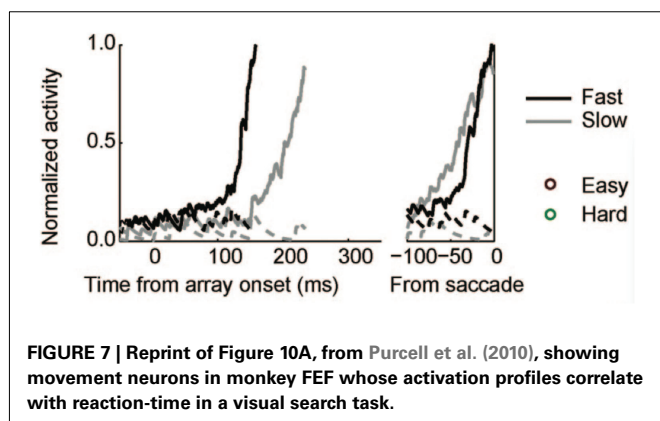 Normalized activity
1.0
0.5
0.0
0 100 200 300
Time from array onset (ms)
−100 −50 0
From saccade
Fast
Slow
Easy
Hard
FIGURE 7 | Reprint of Figure 10A, from Purcell et al. (2010), showing
movement neurons in monkey FEF whose activation profiles correlate
with reaction-time in a visual search task.